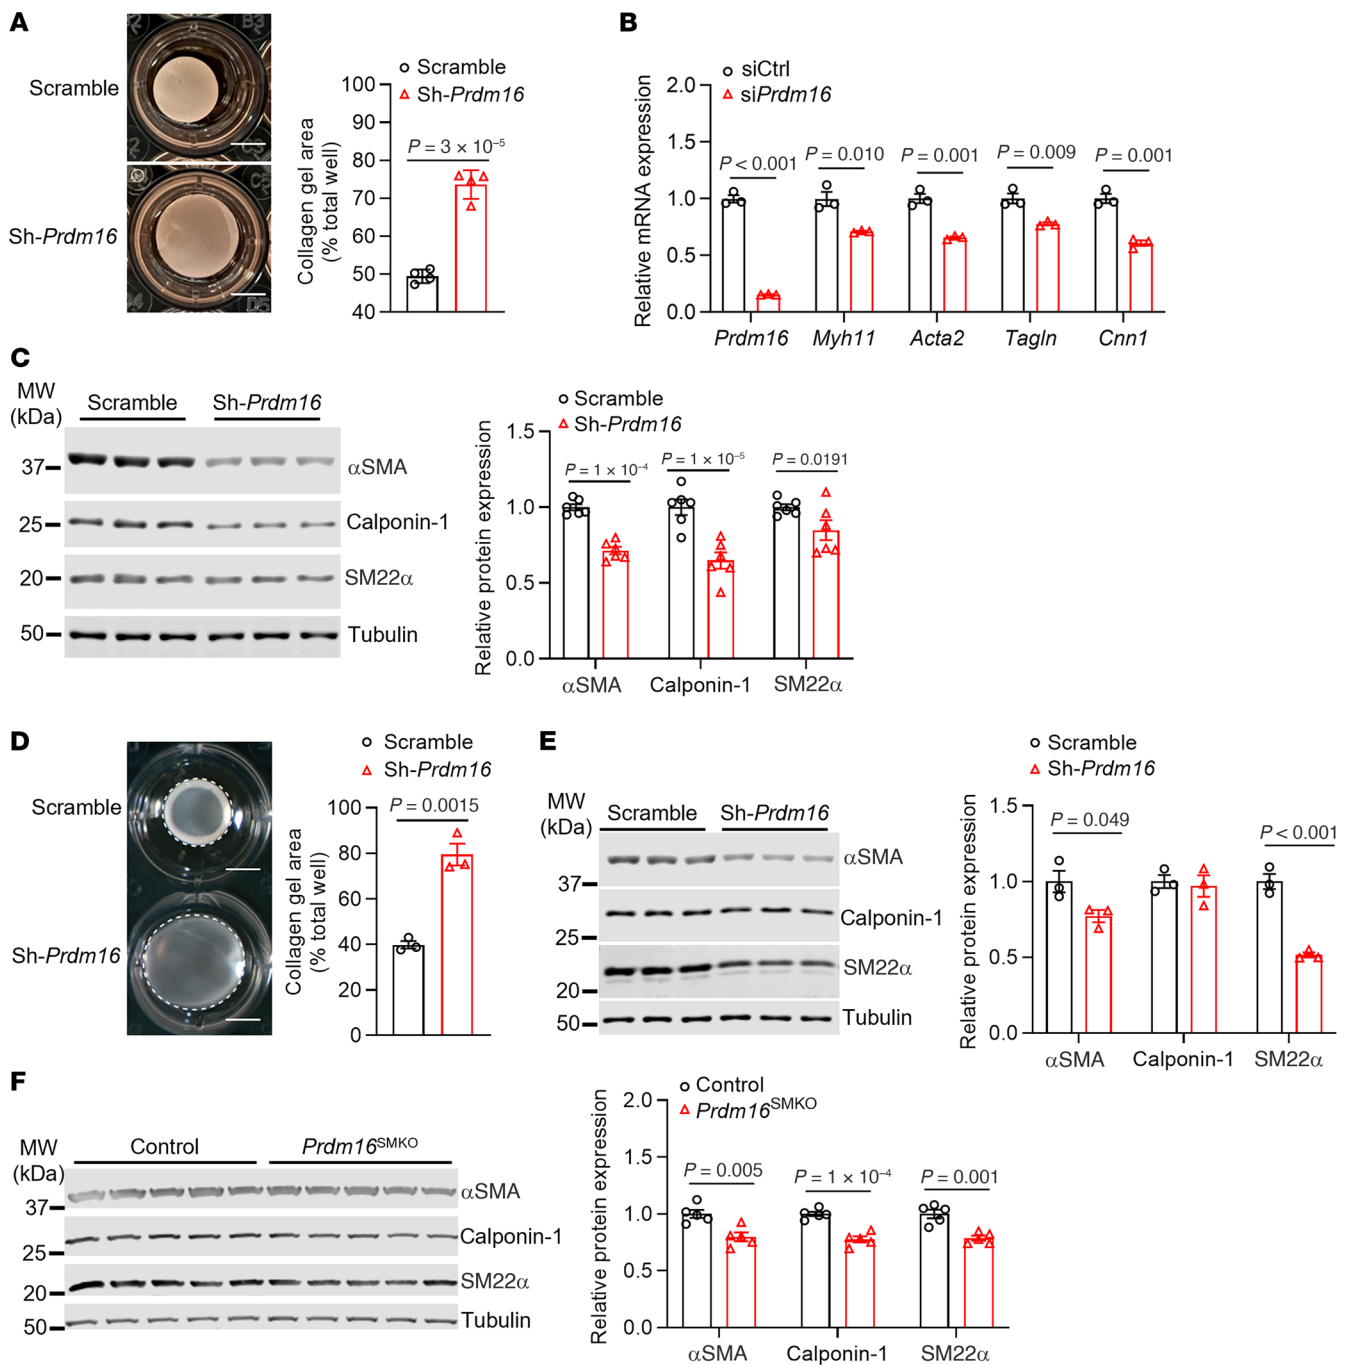 A
Scramble
Sh-Prdm16
Scramble
Sh-Prdm16
Collagen gel area
(% total well)
100
90
80
70
60
50
40
P = 3 × 10⁻⁵
B
siCtrl
siPrdm16
Relative mRNA expression
2.0
1.5
1.0
0.5
0.0
P < 0.001
P = 0.010
P = 0.001
P = 0.009
P = 0.001
Prdm16
Myh11
Acta2
Tagln
Cnn1
C
MW
(kDa)
Scramble
Sh-Prdm16
37
αSMA
25
Calponin-1
20
SM22α
50
Tubulin
Scramble
Sh-Prdm16
Relative protein expression
1.5
1.0
0.5
0.0
P = 1 × 10⁻⁴
P = 1 × 10⁻⁵
P = 0.0191
αSMA
Calponin-1
SM22α
D
Scramble
Sh-Prdm16
Scramble
Sh-Prdm16
Collagen gel area
(% total well)
100
80
60
40
20
0
P = 0.0015
E
MW
(kDa)
Scramble
Sh-Prdm16
αSMA
37
Calponin-1
25
SM22α
20
50
Tubulin
Scramble
Sh-Prdm16
Relative protein expression
1.5
1.0
0.5
0.0
P = 0.049
P < 0.001
αSMA
Calponin-1
SM22α
F
MW
(kDa)
Control
Prdm16ˢᴹᴷᴼ
αSMA
37
Calponin-1
25
SM22α
20
50
Tubulin
Control
Prdm16ˢᴹᴷᴼ
Relative protein expression
2.0
1.5
1.0
0.5
0.0
P = 0.005
P = 1 × 10⁻⁴
P = 0.001
αSMA
Calponin-1
SM22α